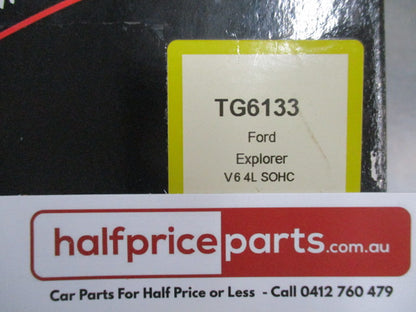 TG6133
Ford
Explorer
V6 4L SOHC
halfpriceparts.com.au
Car Parts For Half Price or Less - Call 0412 760 479